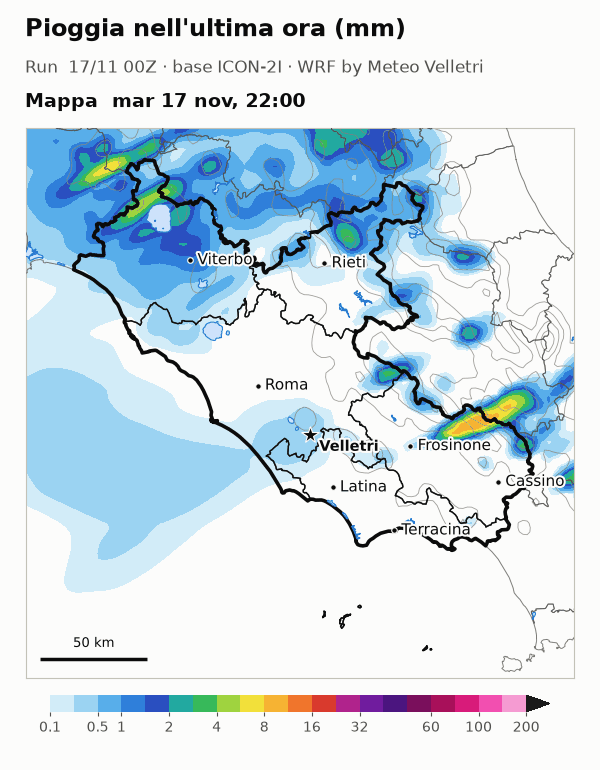 Pioggia nell'ultima ora (mm)
Run  17/11 00Z · base ICON-2I · WRF by Meteo Velletri
Mappa  mar 17 nov, 22:00
Viterbo
Rieti
Roma
Velletri
Frosinone
Latina
Cassino
Terracina
50 km
0.1 0.5 1 2 4 8 16 32 60 100 200